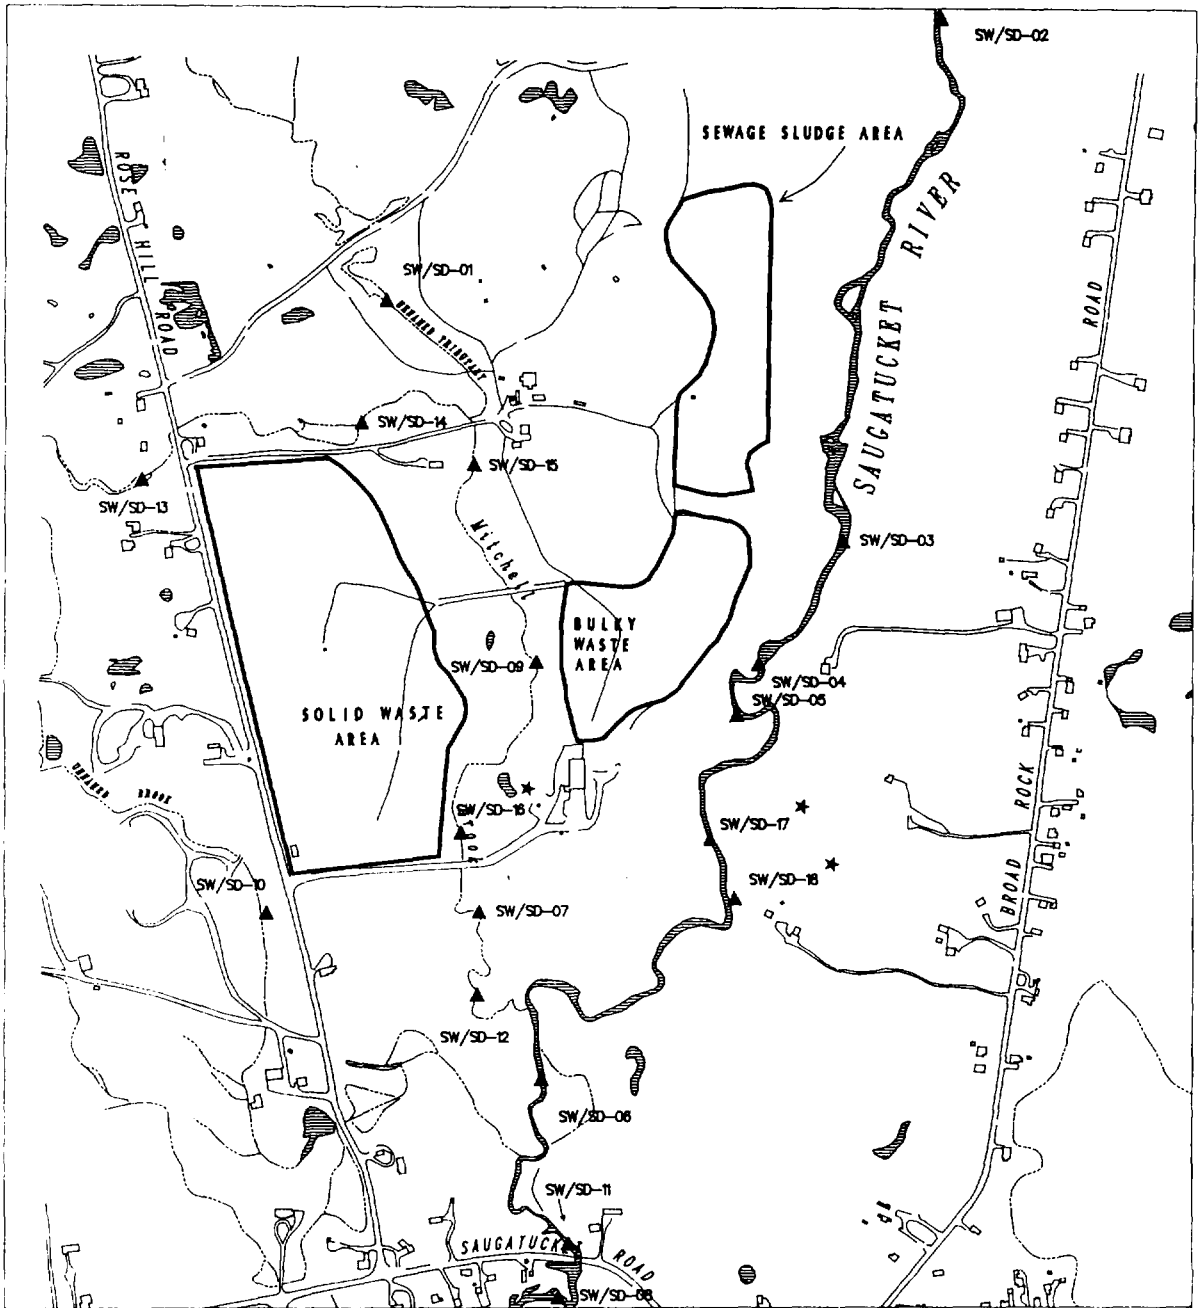 SW/SD-02
SEWAGE SLUDGE AREA
ROSE HILL ROAD
SAUGATUCKET RIVER
SW/SD-01
UNNAMED TRIBUTARY
ROAD
SW/SD-14
SW/SD-15
SW/SD-13
Mitchel
SW/SD-03
BULKY
WASTE
AREA
SW/SD-09
SW/SD-04
SW/SD-05
SOLID WASTE
AREA
UNNAMED BROOK
SW/SD-16
SW/SD-17
ROCK
SW/SD-18
SW/SD-10
BROAD
SW/SD-07
SW/SD-12
SW/SD-06
SW/SD-11
SAUGATUCKET ROAD
SW/SD-08